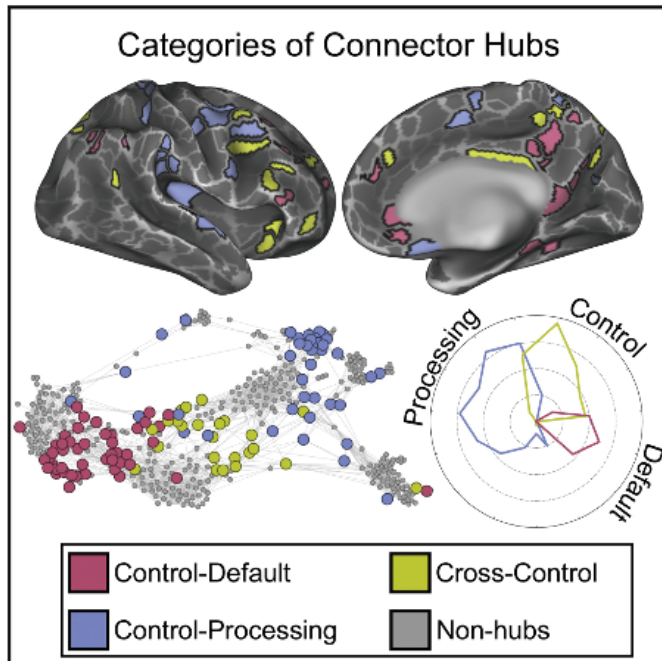 Categories of Connector Hubs
Processing
Control
Default
Control-Default
Cross-Control
Control-Processing
Non-hubs